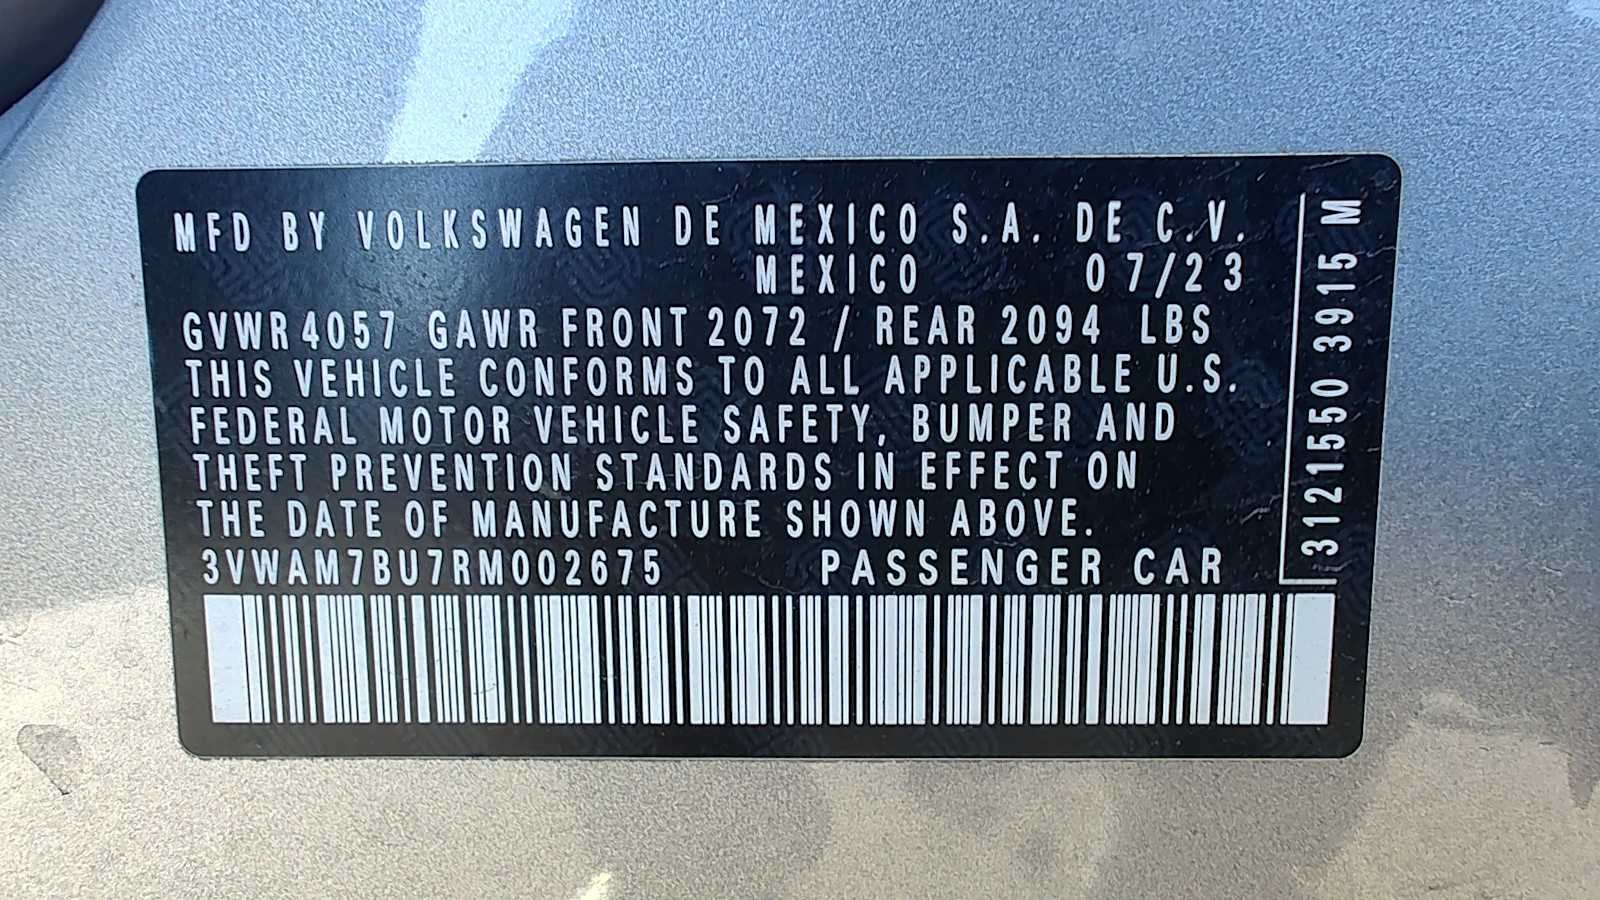 MFD BY VOLKSWAGEN DE MEXICO S.A. DE C.V.
MEXICO 07/23
GVWR 4057 GAWR FRONT 2072 / REAR 2094 LBS
THIS VEHICLE CONFORMS TO ALL APPLICABLE U.S.
FEDERAL MOTOR VEHICLE SAFETY, BUMPER AND
THEFT PREVENTION STANDARDS IN EFFECT ON
THE DATE OF MANUFACTURE SHOWN ABOVE.
3VWAM7BU7RM002675 PASSENGER CAR
3121550 3915 M